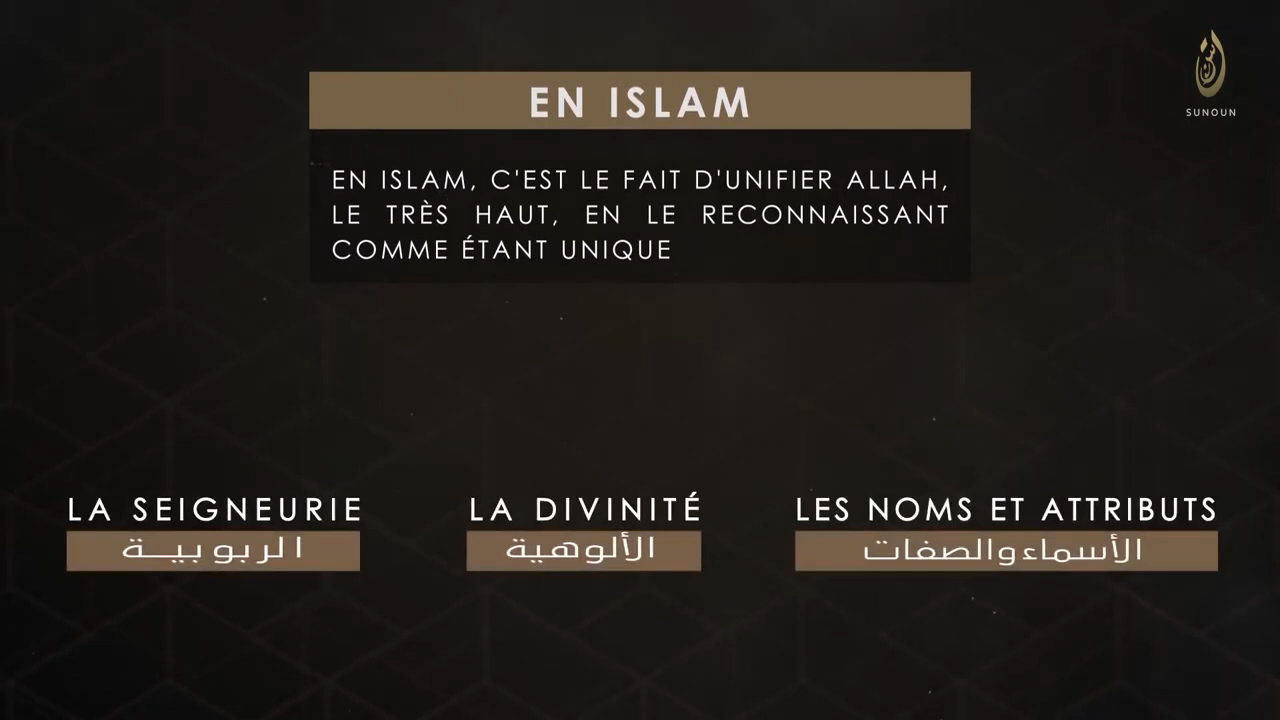 EN ISLAM
SUNOUN
EN ISLAM, C'EST LE FAIT D'UNIFIER ALLAH,
LE TRÈS HAUT, EN LE RECONNAISSANT
COMME ÉTANT UNIQUE
LA SEIGNEURIE
الربوبيـة
LA DIVINITÉ
الألوهية
LES NOMS ET ATTRIBUTS
الأسماء والصفات